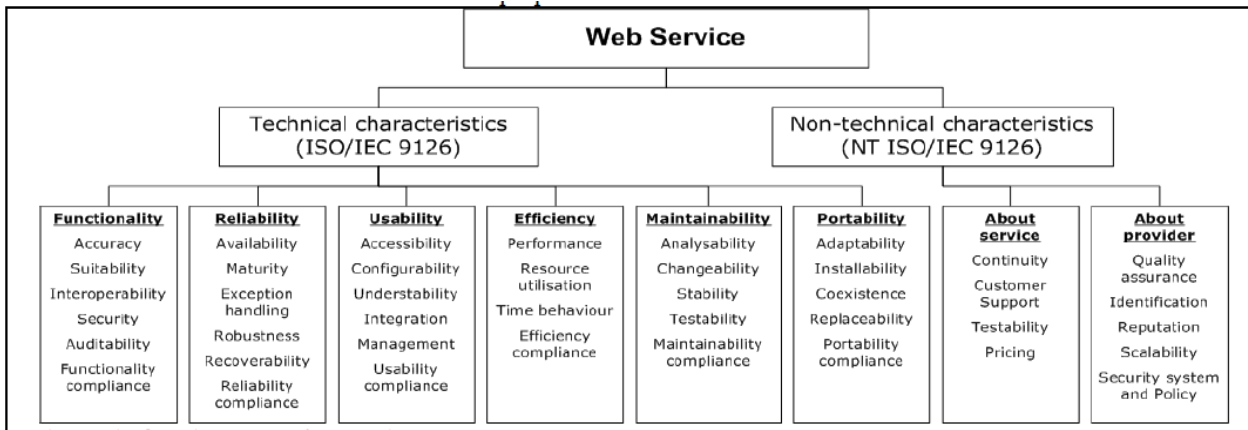 Web Service
Technical characteristics
(ISO/IEC 9126)
Non-technical characteristics
(NT ISO/IEC 9126)
Functionality
Accuracy
Suitability
Interoperability
Security
Auditability
Functionality
compliance
Reliability
Availability
Maturity
Exception
handling
Robustness
Recoverability
Reliability
compliance
Usability
Accessibility
Configurability
Understability
Integration
Management
Usability
compliance
Efficiency
Performance
Resource
utilisation
Time behaviour
Efficiency
compliance
Maintainability
Analysability
Changeability
Stability
Testability
Maintainability
compliance
Portability
Adaptability
Installability
Coexistence
Replaceability
Portability
compliance
About
service
Continuity
Customer
Support
Testability
Pricing
About
provider
Quality
assurance
Identification
Reputation
Scalability
Security system
and Policy